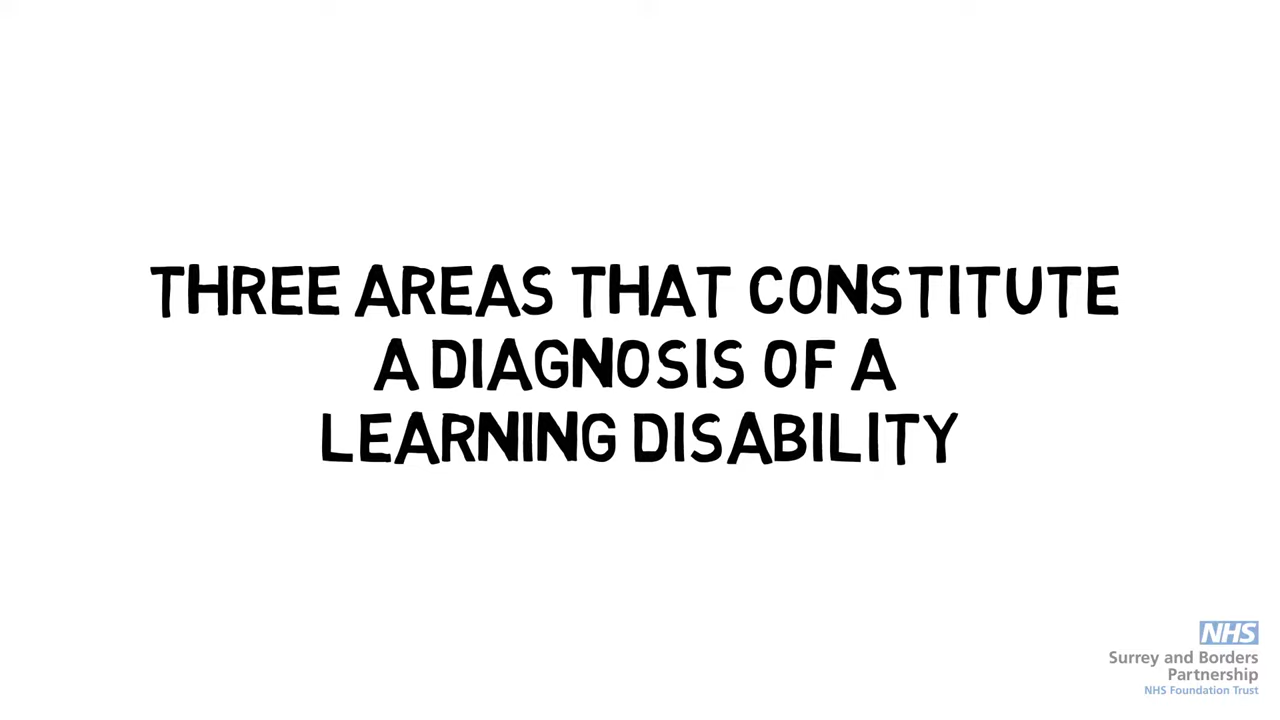 THREE AREAS THAT CONSTITUTE
A DIAGNOSIS OF A
LEARNING DISABILITY
NHS
Surrey and Borders
Partnership
NHS Foundation Trust